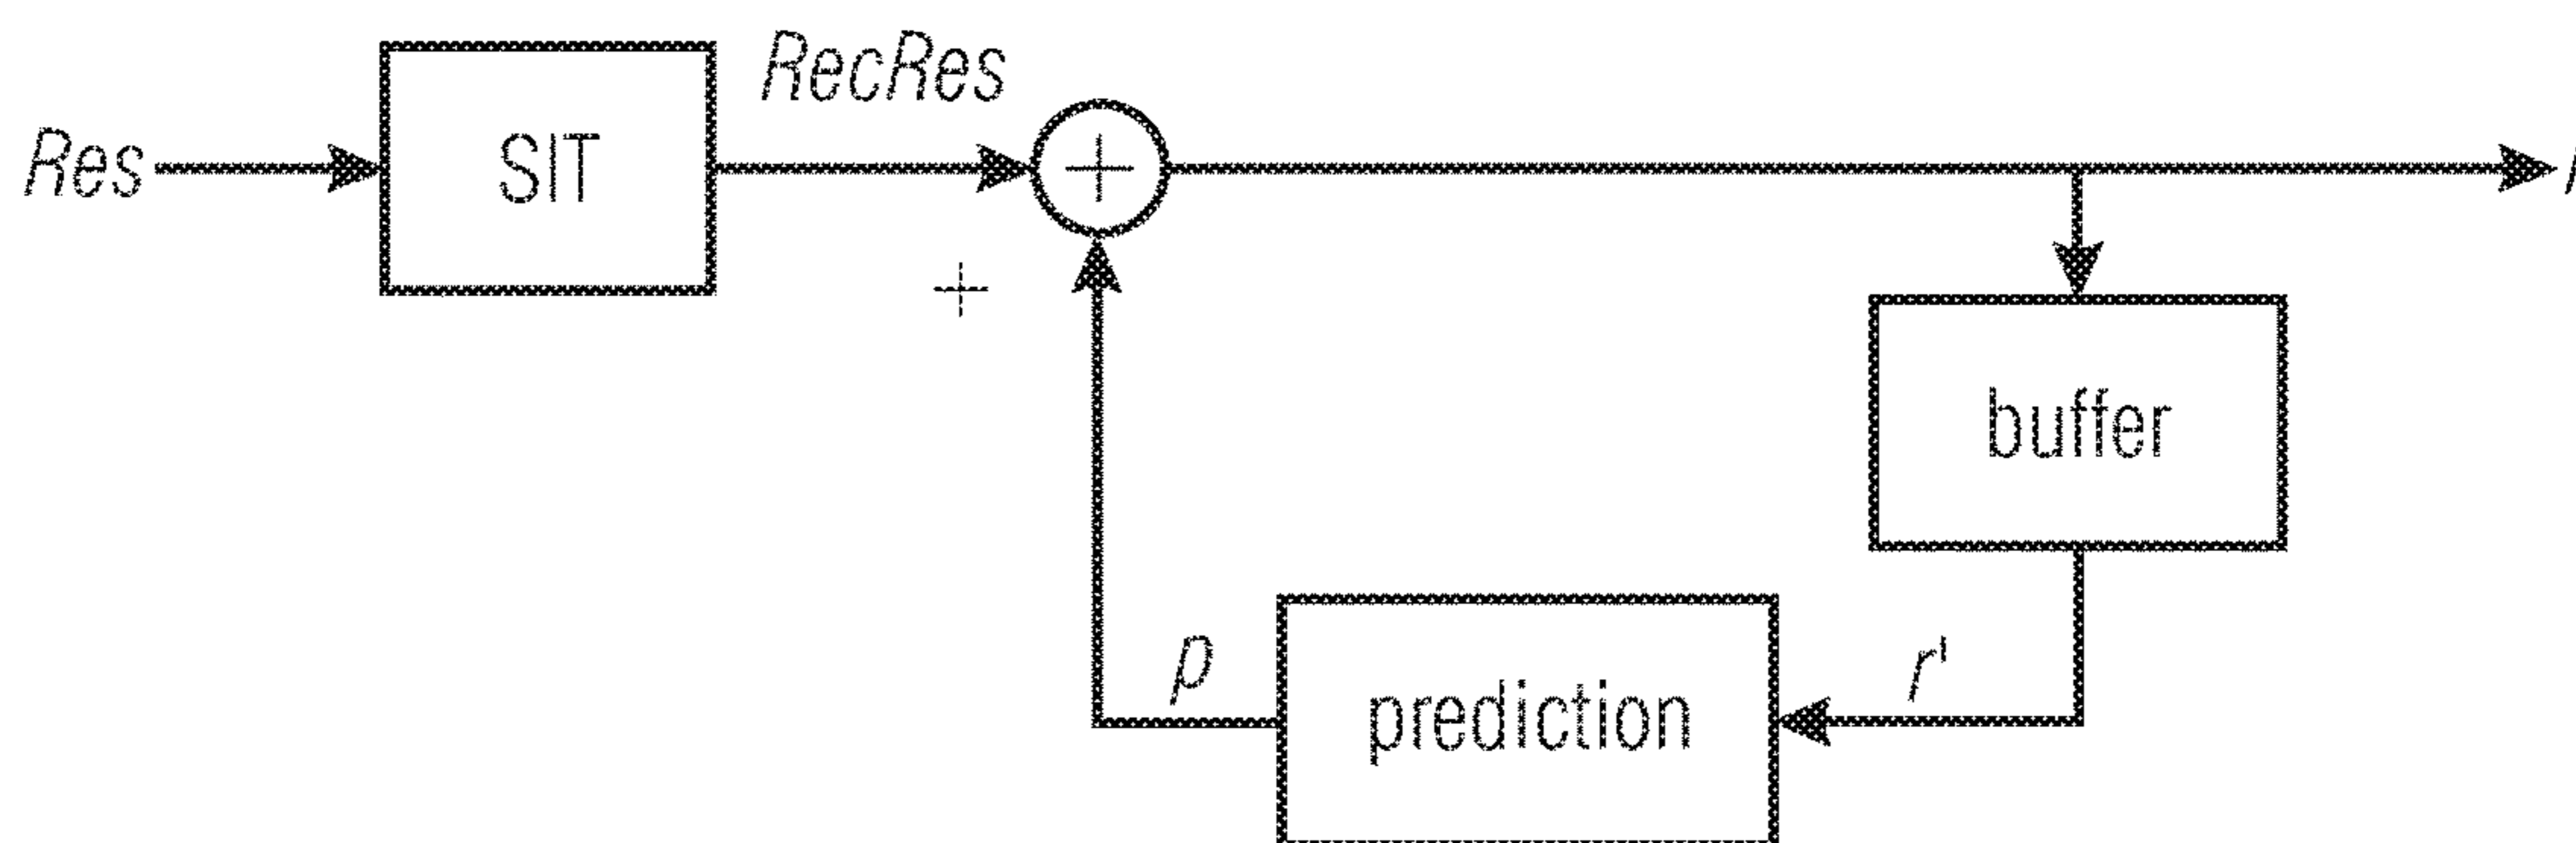 Res
SIT
RecRes
+
+
buffer
prediction
p
r'